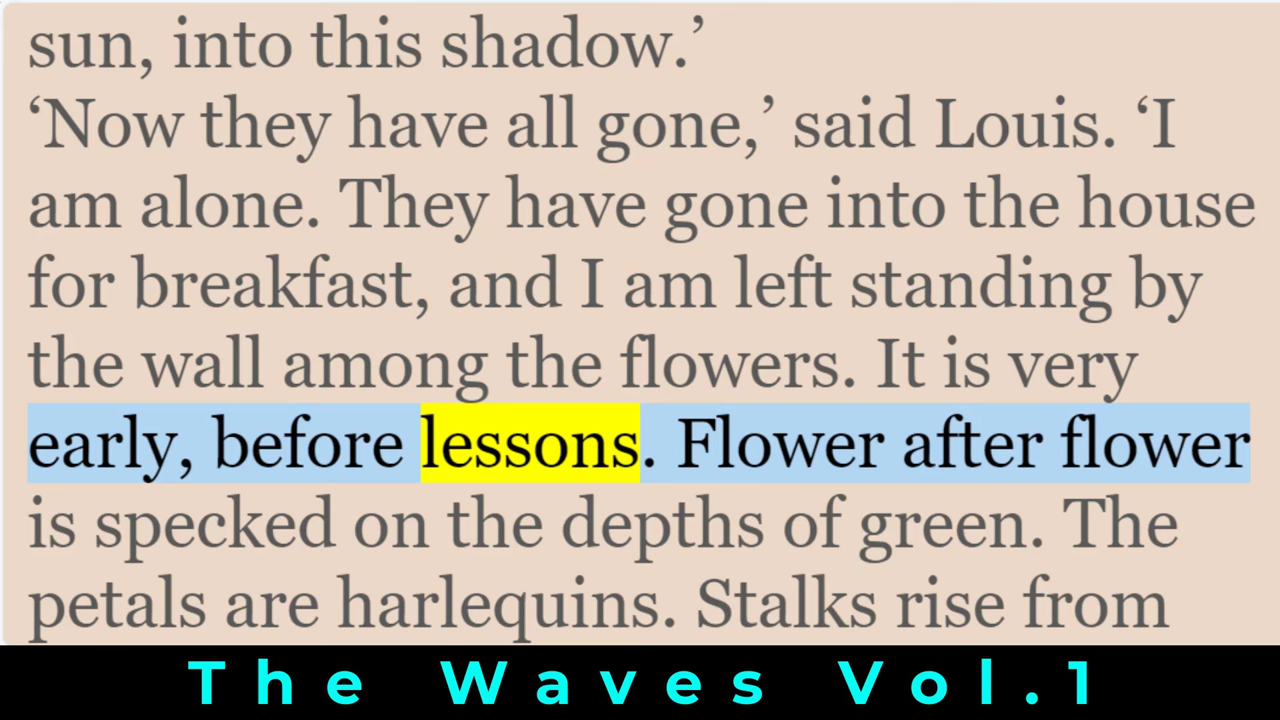 sun, into this shadow.’
‘Now they have all gone,’ said Louis. ‘I
am alone. They have gone into the house
for breakfast, and I am left standing by
the wall among the flowers. It is very
early, before lessons. Flower after flower
is specked on the depths of green. The
petals are harlequins. Stalks rise from
The Waves Vol.1